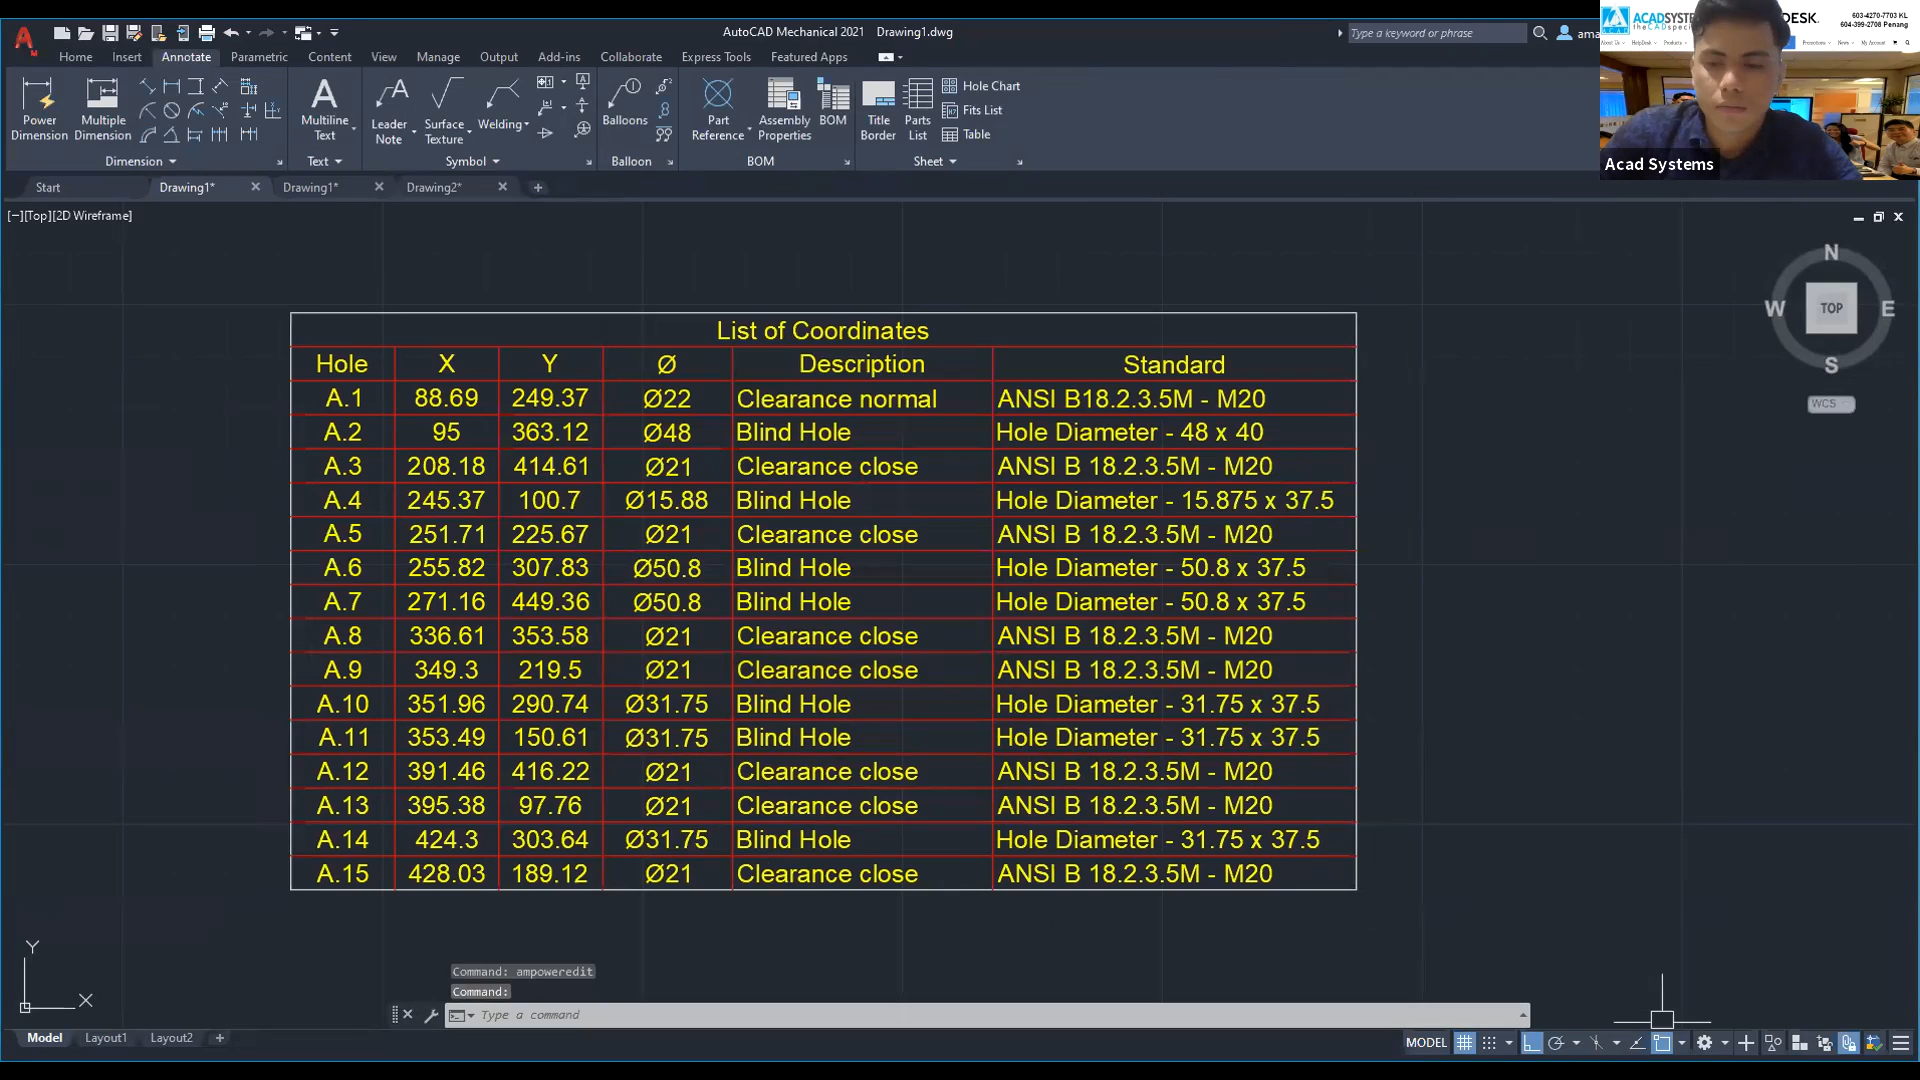 AutoCAD Mechanical 2021 Drawing1.dwg
Type a keyword or phrase
ama
Home Insert Annotate Parametric Content View Manage Output Add-ins Collaborate Express Tools Featured Apps
Power Dimension
Multiple Dimension
Multiline Text
Leader Note
Surface Texture
Welding
Balloons
Part Reference
Assembly Properties
BOM
Title Border
Parts List
Hole Chart
Fits List
Table
Dimension Text Symbol Balloon BOM Sheet
Start Drawing1* Drawing1* Drawing2*
[−][Top][2D Wireframe]
ACADSYSTE
DESK.
603-4270-7703 KL
604-399-2708 Penang
Acad Systems
N
W TOP E
S
WCS
List of Coordinates
Hole X Y Ø Description Standard
A.1 88.69 249.37 Ø22 Clearance normal ANSI B18.2.3.5M - M20
A.2 95 363.12 Ø48 Blind Hole Hole Diameter - 48 x 40
A.3 208.18 414.61 Ø21 Clearance close ANSI B 18.2.3.5M - M20
A.4 245.37 100.7 Ø15.88 Blind Hole Hole Diameter - 15.875 x 37.5
A.5 251.71 225.67 Ø21 Clearance close ANSI B 18.2.3.5M - M20
A.6 255.82 307.83 Ø50.8 Blind Hole Hole Diameter - 50.8 x 37.5
A.7 271.16 449.36 Ø50.8 Blind Hole Hole Diameter - 50.8 x 37.5
A.8 336.61 353.58 Ø21 Clearance close ANSI B 18.2.3.5M - M20
A.9 349.3 219.5 Ø21 Clearance close ANSI B 18.2.3.5M - M20
A.10 351.96 290.74 Ø31.75 Blind Hole Hole Diameter - 31.75 x 37.5
A.11 353.49 150.61 Ø31.75 Blind Hole Hole Diameter - 31.75 x 37.5
A.12 391.46 416.22 Ø21 Clearance close ANSI B 18.2.3.5M - M20
A.13 395.38 97.76 Ø21 Clearance close ANSI B 18.2.3.5M - M20
A.14 424.3 303.64 Ø31.75 Blind Hole Hole Diameter - 31.75 x 37.5
A.15 428.03 189.12 Ø21 Clearance close ANSI B 18.2.3.5M - M20
Y
X
Command: ampoweredit
Command:
Type a command
Model Layout1 Layout2
MODEL